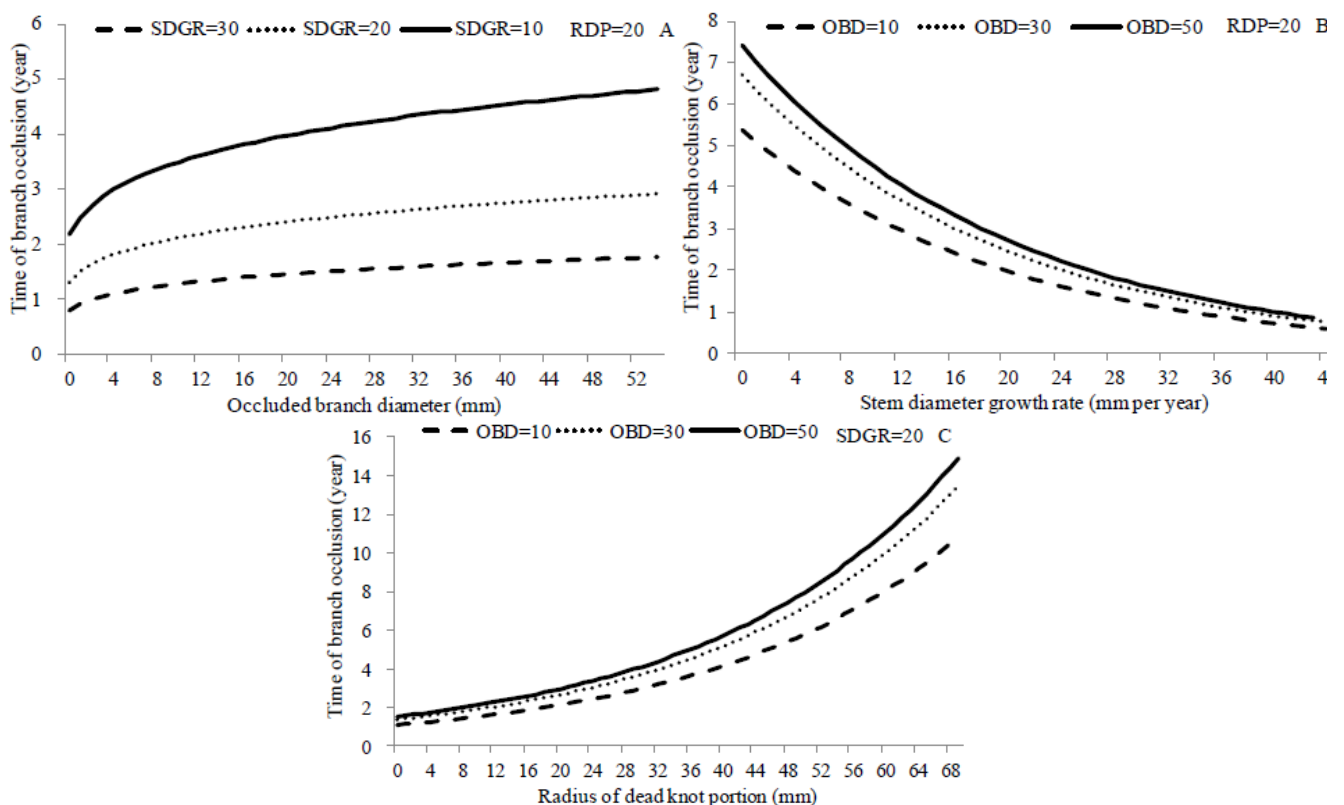 SDGR=30 SDGR=20 SDGR=10 RDP=20 A
Time of branch occlusion (year)
6
5
4
3
2
1
0
0 4 8 12 16 20 24 28 32 36 40 44 48 52
Occluded branch diameter (mm)
OBD=10 OBD=30 OBD=50 RDP=20 B
Time of branch occlusion (year)
8
7
6
5
4
3
2
1
0
0 4 8 12 16 20 24 28 32 36 40 4
Stem diameter growth rate (mm per year)
OBD=10 OBD=30 OBD=50 SDGR=20 C
Time of branch occlusion (year)
16
14
12
10
8
6
4
2
0
0 4 8 12 16 20 24 28 32 36 40 44 48 52 56 60 64 68
Radius of dead knot portion (mm)